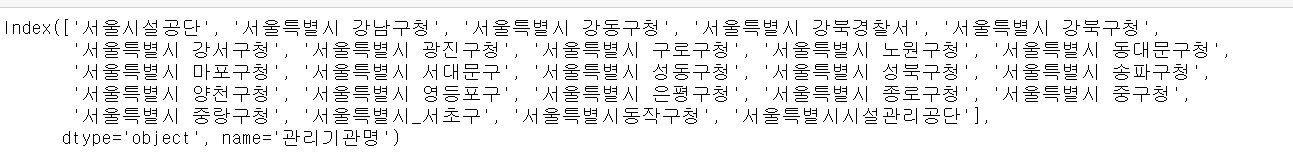 Index(['서울시설공단', '서울특별시 강남구청', '서울특별시 강동구청', '서울특별시 강북경찰서', '서울특별시 강북구청',
'서울특별시 강서구청', '서울특별시 광진구청', '서울특별시 구로구청', '서울특별시 노원구청', '서울특별시 동대문구청',
'서울특별시 마포구청', '서울특별시 서대문구', '서울특별시 성동구청', '서울특별시 성북구청', '서울특별시 송파구청',
'서울특별시 양천구청', '서울특별시 영등포구', '서울특별시 은평구청', '서울특별시 종로구청', '서울특별시 중구청',
'서울특별시 중랑구청', '서울특별시_서초구', '서울특별시동작구청', '서울특별시시설관리공단'],
dtype='object', name='관리기관명')